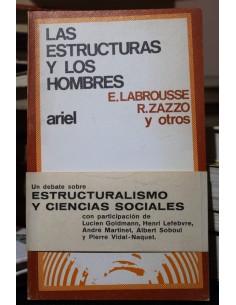 LAS
ESTRUCTURAS
Y LOS
HOMBRES
E. LABROUSSE
R. ZAZZO
ariel y otros
Un debate sobre
ESTRUCTURALISMO
Y CIENCIAS SOCIALES
con participación de
Lucien Goldmann, Henri Lefebvre,
André Martinet, Albert Soboul
y Pierre Vidal-Naquet.